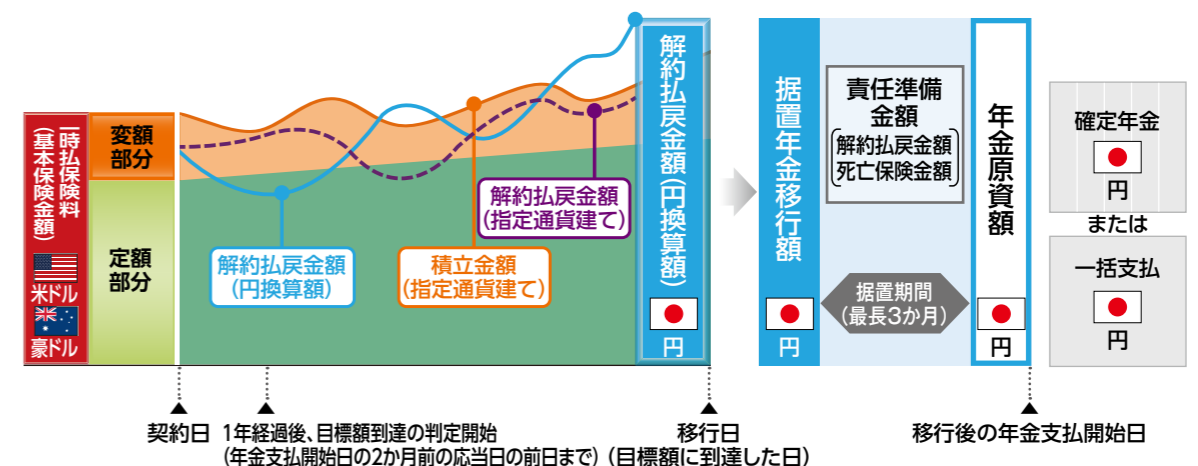 一時払保険料
（基本保険金額）
米ドル
豪ドル
変額
部分
定額
部分
解約払戻金額
（円換算額）
積立金額
（指定通貨建て）
解約払戻金額
（指定通貨建て）
解約払戻金額（円換算額）
円
据置年金移行額
円
責任準備
金額
解約払戻金額
死亡保険金額
据置期間
（最長3か月）
年金原資額
円
確定年金
円
または
一括支払
円
契約日
1年経過後、目標額到達の判定開始
（年金支払開始日の2か月前の応当日の前日まで）
移行日
（目標額に到達した日）
移行後の年金支払開始日